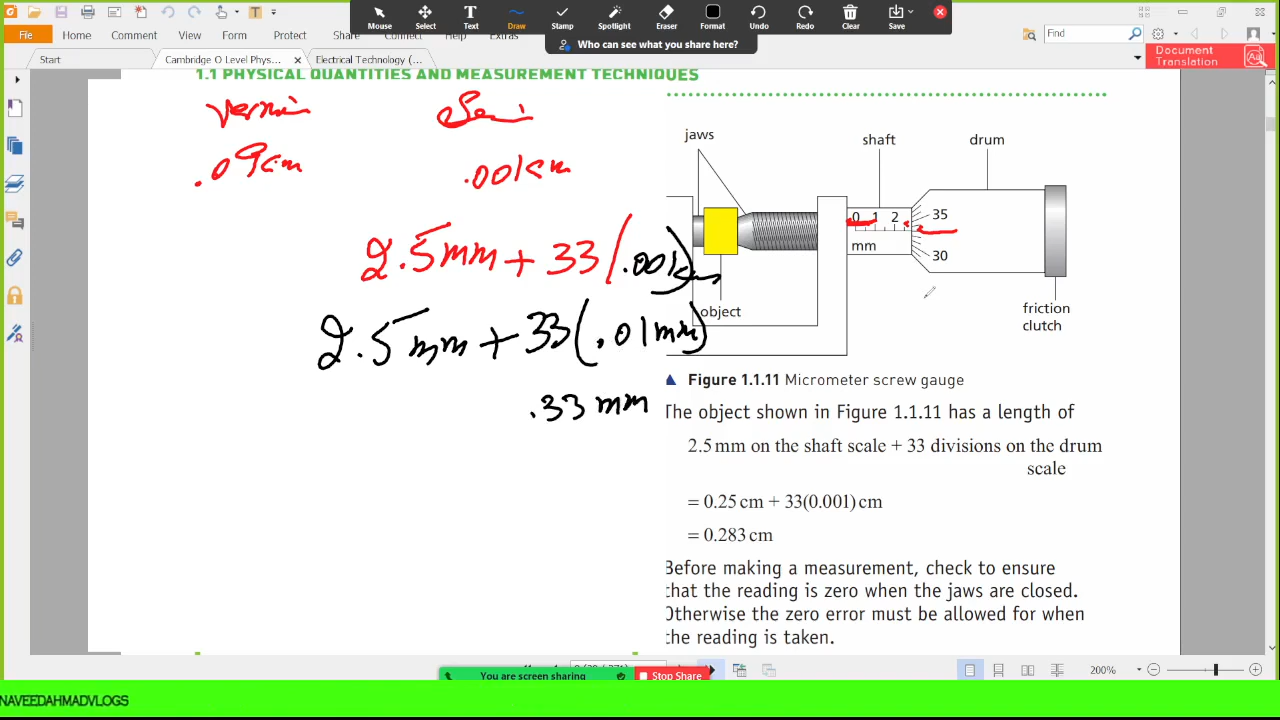 Mouse Select Text Draw Stamp Spotlight Eraser Format Undo Redo Clear Save
Who can see what you share here?
File Home Comment View Form Protect Share Connect Help Extras
Find
Start
Cambridge O Level Phys...
Electrical Technology (...
Document Translation
1.1 PHYSICAL QUANTITIES AND MEASUREMENT TECHNIQUES
.001cm
2.5mm + 33 (.001cm)
2.5mm + 33 (.01mm)
.33 mm
jaws
shaft
drum
0 1 2
35
mm
30
object
friction
clutch
▲ Figure 1.1.11 Micrometer screw gauge
The object shown in Figure 1.1.11 has a length of
2.5 mm on the shaft scale + 33 divisions on the drum
scale
= 0.25 cm + 33(0.001) cm
= 0.283 cm
Before making a measurement, check to ensure
that the reading is zero when the jaws are closed.
Otherwise the zero error must be allowed for when
the reading is taken.
You are screen sharing
Stop Share
200%
NAVEEDAHMADVLOGS